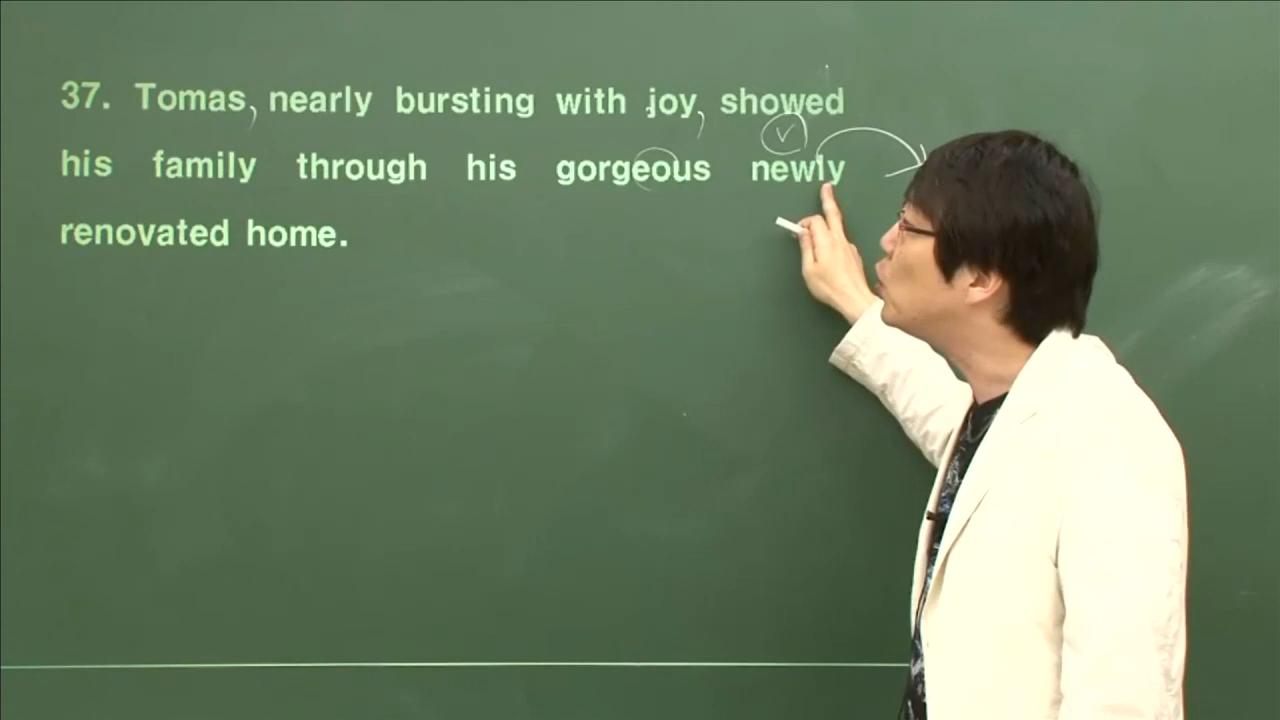 37. Tomas, nearly bursting with joy, showed
his family through his gorgeous newly
renovated home.